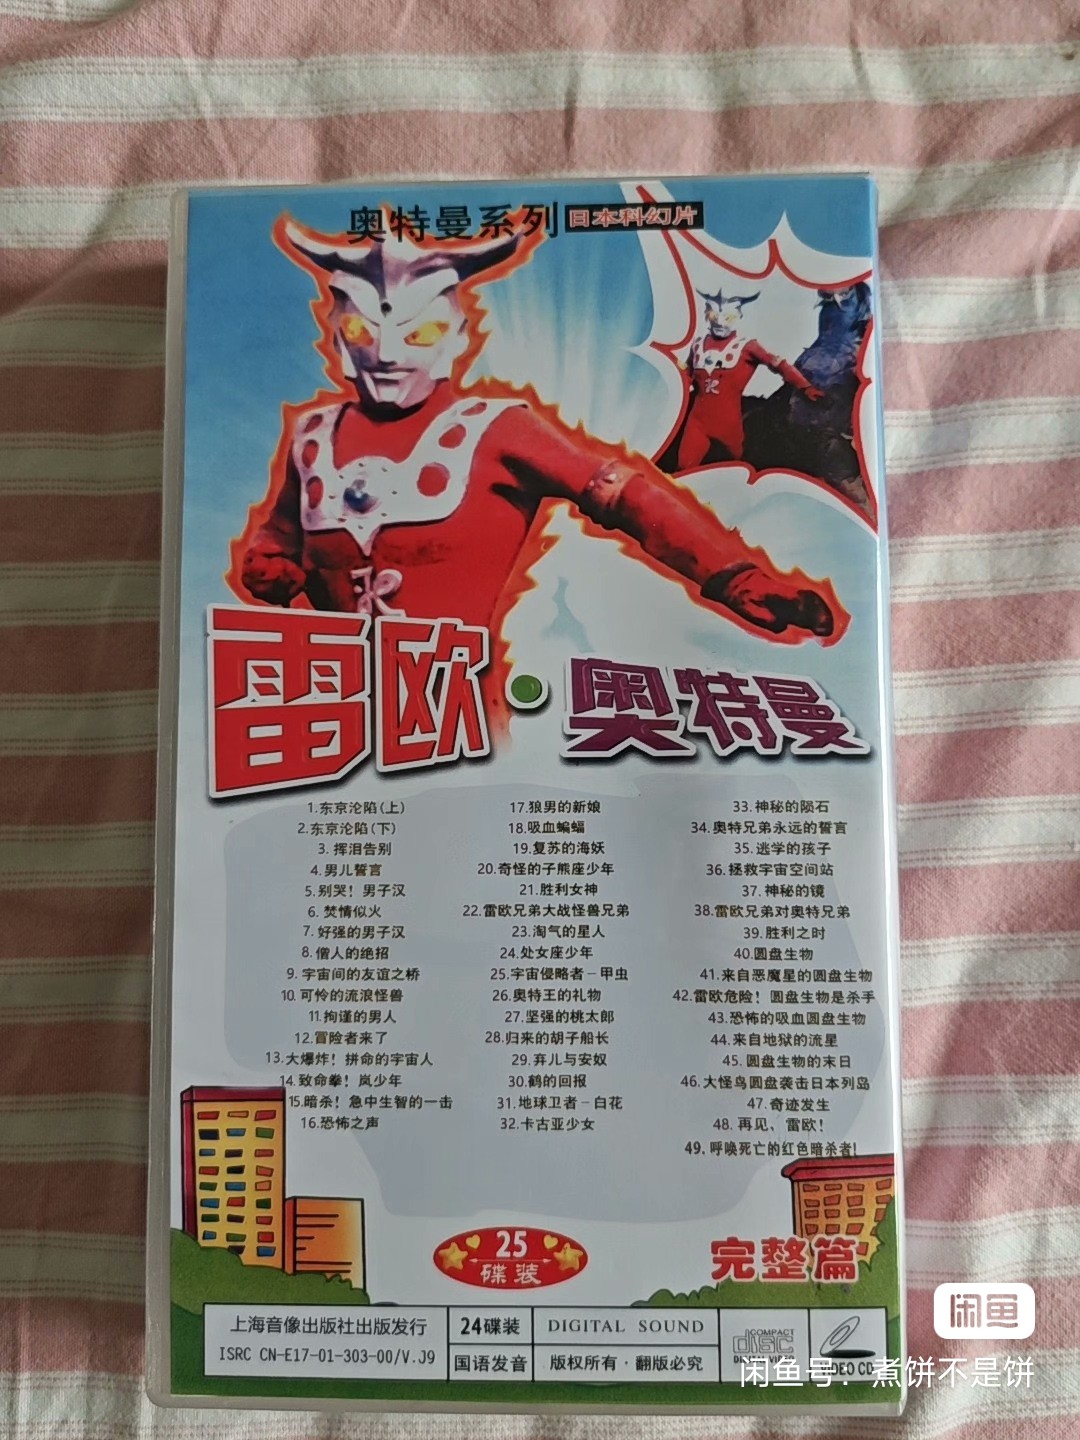 奥特曼系列 日本科幻片
雷欧·奥特曼
1.东京沦陷(上)
2.东京沦陷(下)
3.挥泪告别
4.男儿誓言
5.别哭！男子汉
6.焚情似火
7.好强的男子汉
8.僧人的绝招
9.宇宙间的友谊之桥
10.可怜的流浪怪兽
11.拘谨的男人
12.冒险者来了
13.大爆炸！拼命的宇宙人
14.致命拳！岚少年
15.暗杀！急中生智的一击
16.恐怖之声
17.狼男的新娘
18.吸血蝙蝠
19.复苏的海妖
20.奇怪的子熊座少年
21.胜利女神
22.雷欧兄弟大战怪兽兄弟
23.淘气的星人
24.处女座少年
25.宇宙侵略者－甲虫
26.奥特王的礼物
27.坚强的桃太郎
28.归来的胡子船长
29.弃儿与安奴
30.鹤的回报
31.地球卫者－白花
32.卡古亚少女
33.神秘的陨石
34.奥特兄弟永远的誓言
35.逃学的孩子
36.拯救宇宙空间站
37.神秘的镜
38.雷欧兄弟对奥特兄弟
39.胜利之时
40.圆盘生物
41.来自恶魔星的圆盘生物
42.雷欧危险！圆盘生物是杀手
43.恐怖的吸血圆盘生物
44.来自地狱的流星
45.圆盘生物的末日
46.大怪鸟圆盘袭击日本列岛
47.奇迹发生
48.再见、雷欧！
49.呼唤死亡的红色暗杀者！
25
碟装
完整篇
上海音像出版社出版发行
ISRC CN-E17-01-303-00/V.J9
24碟装
国语发音
DIGITAL SOUND
版权所有·翻版必究
COMPACT
disc
DIGITAL VIDEO
VIDEO CD
闲鱼
闲鱼号：煮饼不是饼